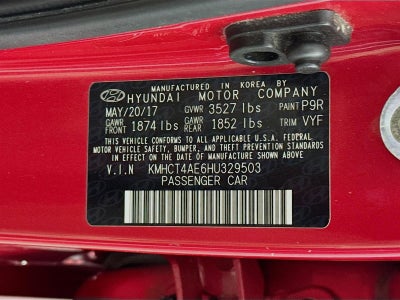 MANUFACTURED IN KOREA BY
HYUNDAI MOTOR COMPANY
MAY/20/17 GVWR 3527 lbs PAINT P9R
GAWR FRONT 1874 lbs GAWR REAR 1852 lbs TRIM VYF
THIS VEHICLE CONFORMS TO ALL APPLICABLE U.S.A. FEDERAL
MOTOR VEHICLE SAFETY, BUMPER, AND THEFT PREVENTION STANDARDS
IN EFFECT ON THE DATE OF MANUFACTURE SHOWN ABOVE.
V.I.N KMHCT4AE6HU329503
PASSENGER CAR